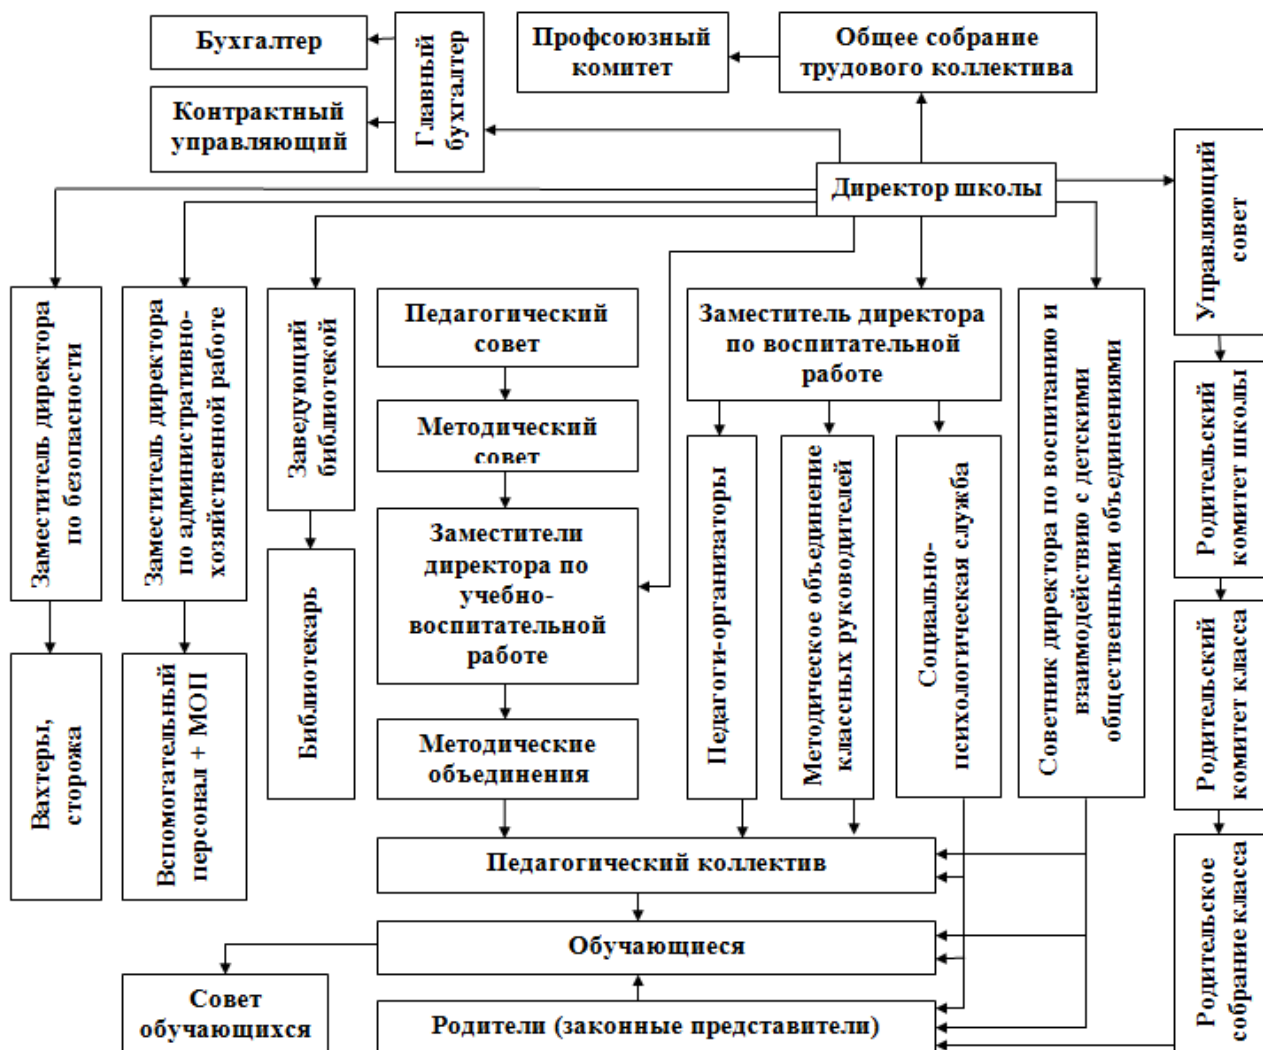 Бухгалтер
Контрактный
управляющий
Главный
бухгалтер
Профсоюзный
комитет
Общее собрание
трудового коллектива
Директор школы
Управляющий
совет
Заместитель директора
по безопасности
Заместитель директора
по административно-
хозяйственной работе
Заведующий
библиотекой
Педагогический
совет
Методический
совет
Заместители
директора по
учебно-
воспитательной
работе
Методические
объединения
Заместитель директора
по воспитательной
работе
Педагоги-организаторы
Методическое объединение
классных руководителей
Социально-
психологическая служба
Советник директора по воспитанию и
взаимодействию с детскими
общественными объединениями
Родительский
комитет школы
Родительский
комитет класса
Родительское
собрание класса
Вахтеры,
сторожа
Вспомогательный
персонал + МОП
Библиотекарь
Педагогический коллектив
Обучающиеся
Совет
обучающихся
Родители (законные представители)